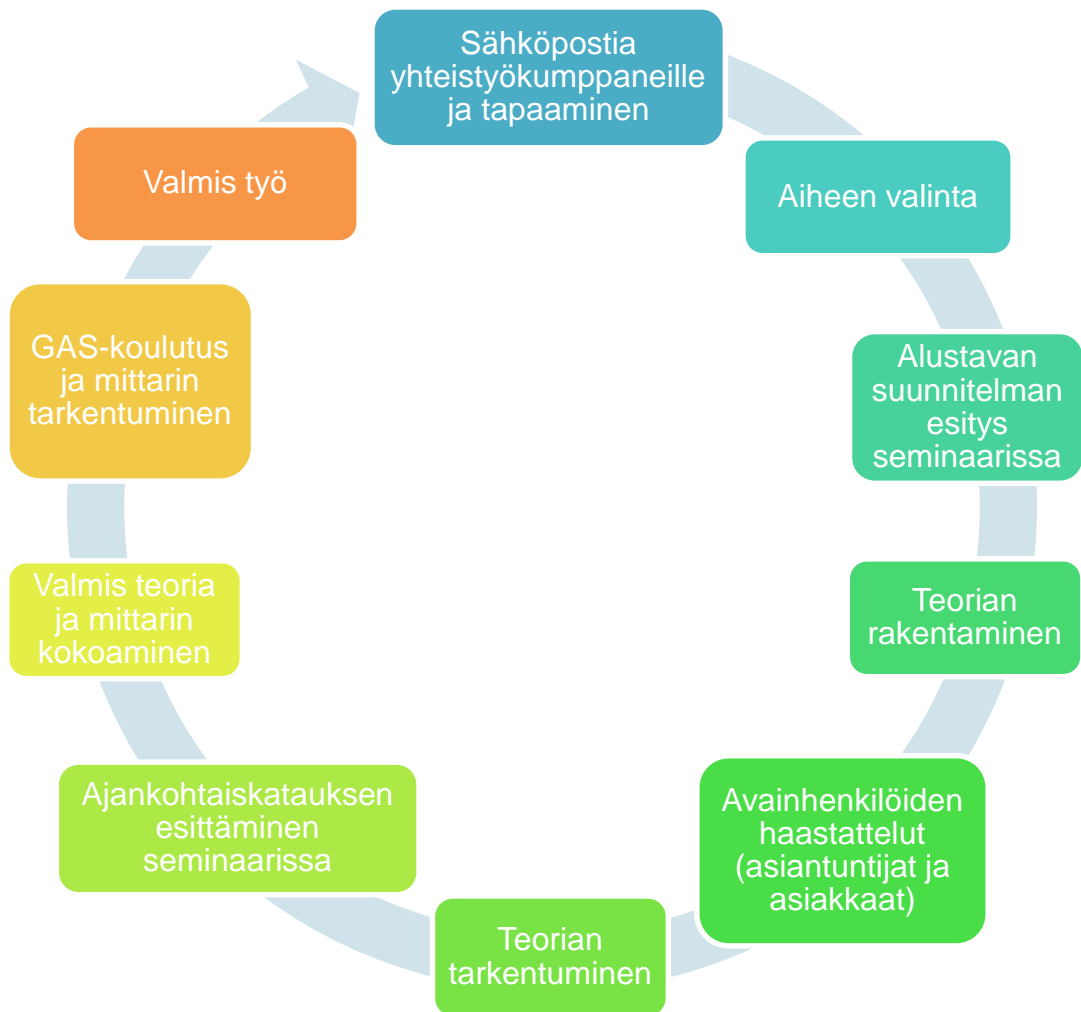 Sähköpostia
yhteistyökumppaneille
ja tapaaminen
Aiheen valinta
Alustavan
suunnitelman
esitys
seminaarissa
Teorian
rakentaminen
Avainhenkilöiden
haastattelut
(asiantuntijat ja
asiakkaat)
Teorian
tarkentuminen
Ajankohtaiskatauksen
esittäminen
seminaarissa
Valmis teoria
ja mittarin
kokoaminen
GAS-koulutus
ja mittarin
tarkentuminen
Valmis työ